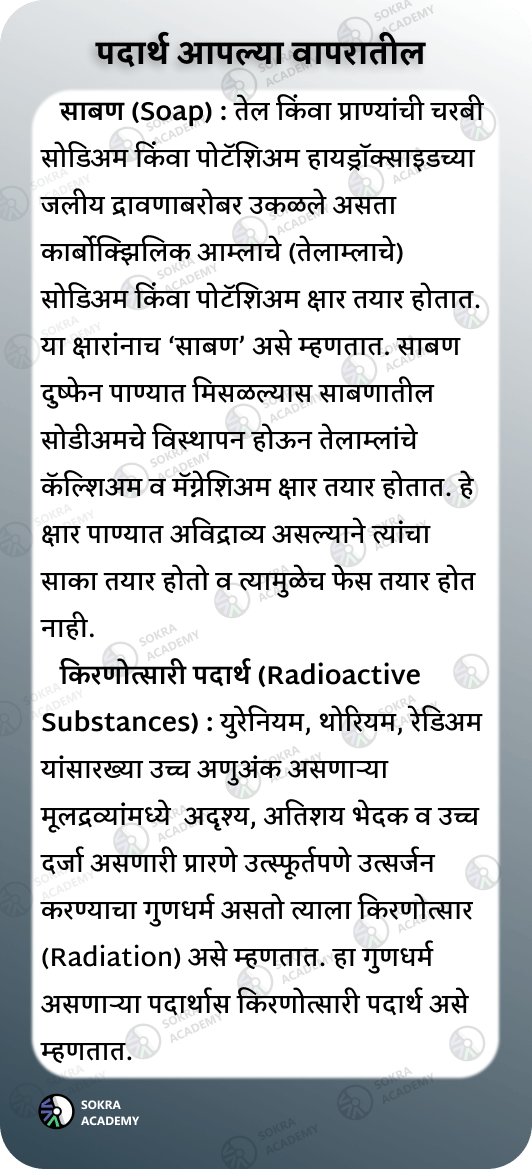 पदार्थ आपल्या वापरातील
साबण (Soap) : तेल किंवा प्राण्यांची चरबी
सोडिअम किंवा पोटॅशिअम हायड्रॉक्साइडच्या
जलीय द्रावणाबरोबर उकळले असता
कार्बोक्झिलिक आम्लाचे (तेलाम्लाचे)
सोडिअम किंवा पोटॅशिअम क्षार तयार होतात.
या क्षारांनाच ‘साबण’ असे म्हणतात. साबण
दुष्फेन पाण्यात मिसळल्यास साबणातील
सोडीअमचे विस्थापन होऊन तेलाम्लांचे
कॅल्शिअम व मॅग्नेशिअम क्षार तयार होतात. हे
क्षार पाण्यात अविद्राव्य असल्याने त्यांचा
साका तयार होतो व त्यामुळेच फेस तयार होत
नाही.
किरणोत्सारी पदार्थ (Radioactive
Substances) : युरेनियम, थोरियम, रेडिअम
यांसारख्या उच्च अणुअंक असणाऱ्या
मूलद्रव्यांमध्ये अदृश्य, अतिशय भेदक व उच्च
दर्जा असणारी प्रारणे उत्स्फूर्तपणे उत्सर्जन
करण्याचा गुणधर्म असतो त्याला किरणोत्सार
(Radiation) असे म्हणतात. हा गुणधर्म
असणाऱ्या पदार्थास किरणोत्सारी पदार्थ असे
म्हणतात.
SOKRA
ACADEMY